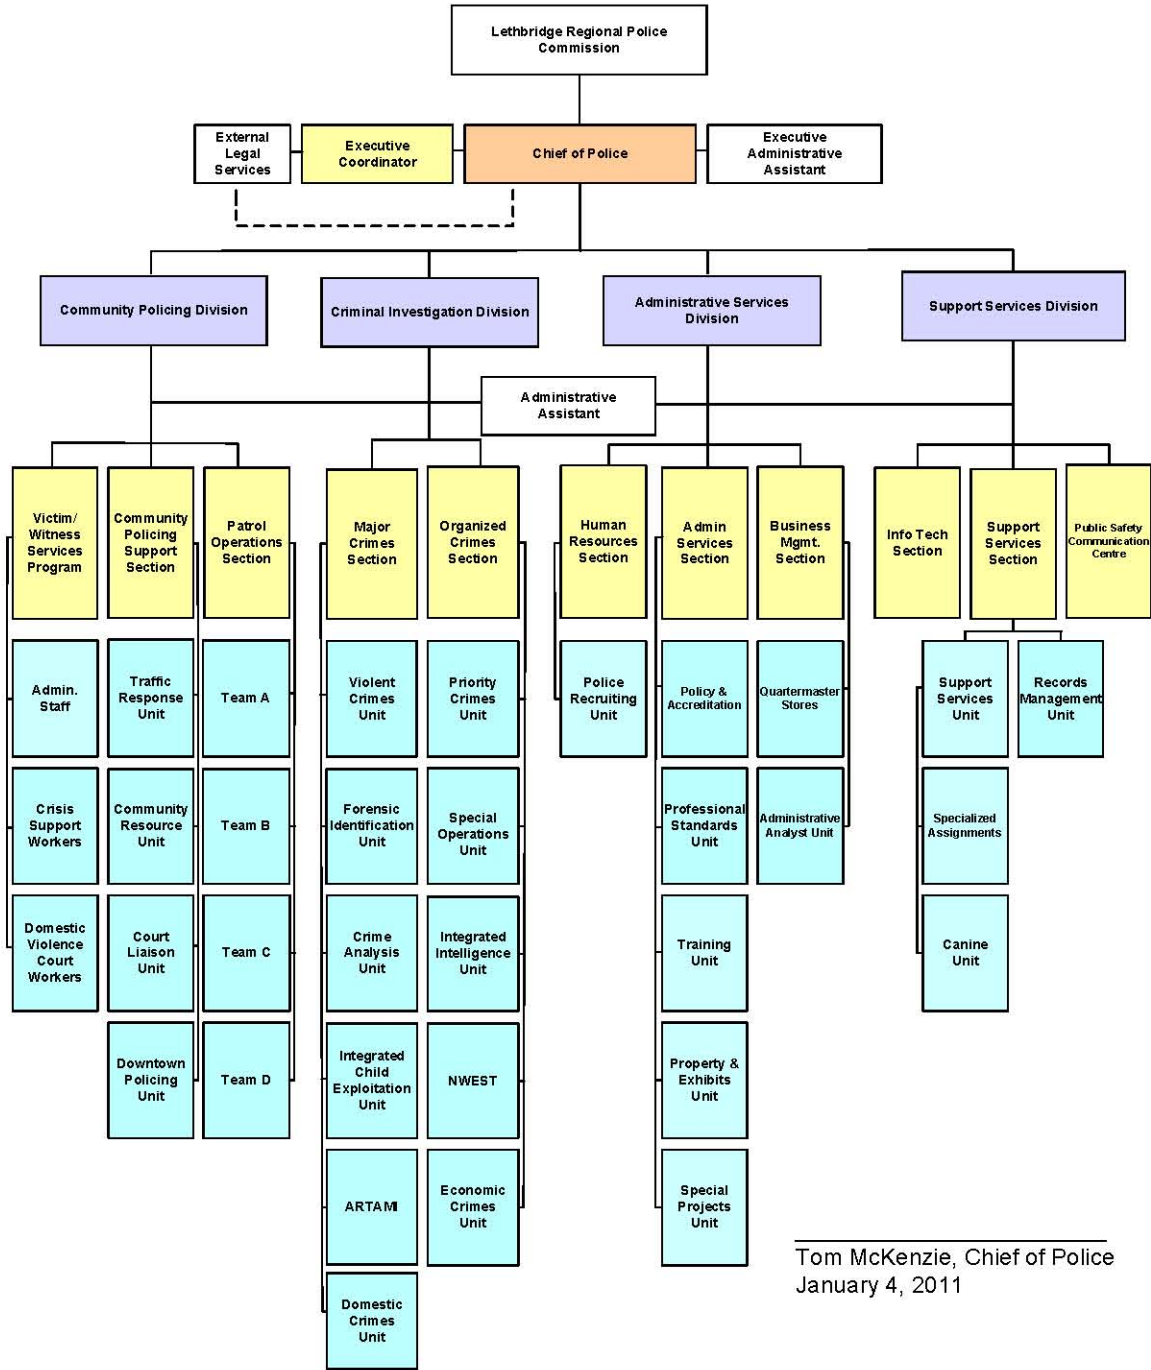 Lethbridge Regional Police
Commission
External
Legal
Services
Executive
Coordinator
Chief of Police
Executive
Administrative
Assistant
Community Policing Division
Criminal Investigation Division
Administrative Services
Division
Support Services Division
Administrative
Assistant
Victim/
Witness
Services
Program
Community
Policing
Support
Section
Patrol
Operations
Section
Major
Crimes
Section
Organized
Crimes
Section
Human
Resources
Section
Admin
Services
Section
Business
Mgmt.
Section
Info Tech
Section
Support
Services
Section
Public Safety
Communication
Centre
Admin.
Staff
Traffic
Response
Unit
Team A
Violent
Crimes
Unit
Priority
Crimes
Unit
Police
Recruiting
Unit
Policy &
Accreditation
Quartermaster
Stores
Support
Services
Unit
Records
Management
Unit
Crisis
Support
Workers
Community
Resource
Unit
Team B
Forensic
Identification
Unit
Special
Operations
Unit
Professional
Standards
Unit
Administrative
Analyst Unit
Specialized
Assignments
Domestic
Violence
Court
Workers
Court
Liaison
Unit
Team C
Crime
Analysis
Unit
Integrated
Intelligence
Unit
Training
Unit
Canine
Unit
Downtown
Policing
Unit
Team D
Integrated
Child
Exploitation
Unit
NWEST
Property &
Exhibits
Unit
ARTAMI
Economic
Crimes
Unit
Special
Projects
Unit
Domestic
Crimes
Unit
Tom McKenzie, Chief of Police
January 4, 2011